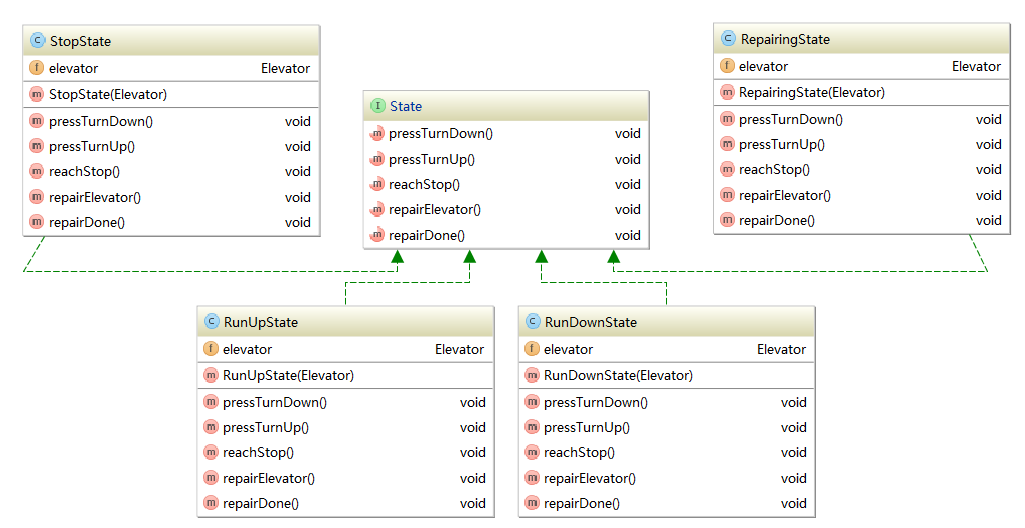 StopState
elevator Elevator
StopState(Elevator)
pressTurnDown() void
pressTurnUp() void
reachStop() void
repairElevator() void
repairDone() void
State
pressTurnDown() void
pressTurnUp() void
reachStop() void
repairElevator() void
repairDone() void
RepairingState
elevator Elevator
RepairingState(Elevator)
pressTurnDown() void
pressTurnUp() void
reachStop() void
repairElevator() void
repairDone() void
RunUpState
elevator Elevator
RunUpState(Elevator)
pressTurnDown() void
pressTurnUp() void
reachStop() void
repairElevator() void
repairDone() void
RunDownState
elevator Elevator
RunDownState(Elevator)
pressTurnDown() void
pressTurnUp() void
reachStop() void
repairElevator() void
repairDone() void